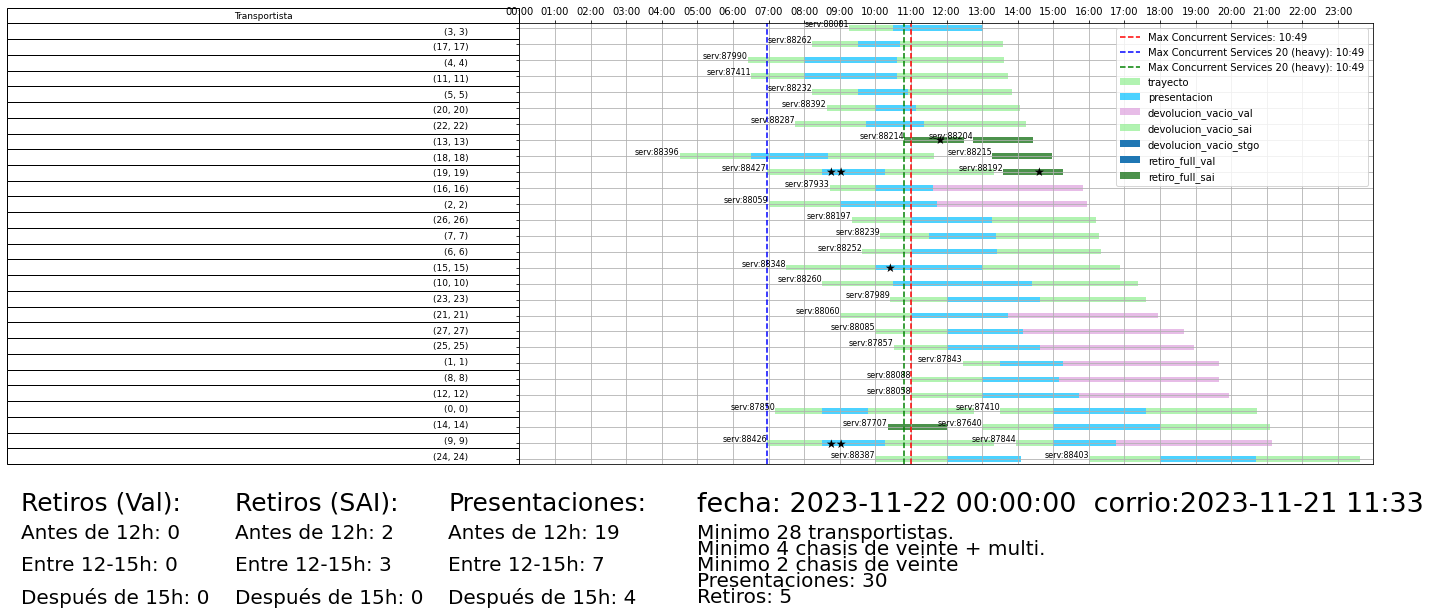 Transportista
00:00 01:00 02:00 03:00 04:00 05:00 06:00 07:00 08:00 09:00 10:00 11:00 12:00 13:00 14:00 15:00 16:00 17:00 18:00 19:00 20:00 21:00 22:00 23:00
(3, 3) serv:88081
(17, 17) serv:88262
(4, 4) serv:87990
(11, 11) serv:87411
(5, 5) serv:88232
(20, 20) serv:88392
(22, 22) serv:88287
(13, 13) serv:88214 serv:88204
(18, 18) serv:88396 serv:88215
(19, 19) serv:88427 serv:88192
(16, 16) serv:87933
(2, 2) serv:88059
(26, 26) serv:88197
(7, 7) serv:88239
(6, 6) serv:88252
(15, 15) serv:88348
(10, 10) serv:88260
(23, 23) serv:87989
(21, 21) serv:88060
(27, 27) serv:88085
(25, 25) serv:87857
(1, 1) serv:87843
(8, 8) serv:88088
(12, 12) serv:88058
(0, 0) serv:87850 serv:87410
(14, 14) serv:87707 serv:87640
(9, 9) serv:88426 serv:87844
(24, 24) serv:88387 serv:88403
Max Concurrent Services: 10:49
Max Concurrent Services 20 (heavy): 10:49
Max Concurrent Services 20 (heavy): 10:49
trayecto
presentacion
devolucion_vacio_val
devolucion_vacio_sai
devolucion_vacio_stgo
retiro_full_val
retiro_full_sai
Retiros (Val):
Antes de 12h: 0
Entre 12-15h: 0
Después de 15h: 0
Retiros (SAI):
Antes de 12h: 2
Entre 12-15h: 3
Después de 15h: 0
Presentaciones:
Antes de 12h: 19
Entre 12-15h: 7
Después de 15h: 4
fecha: 2023-11-22 00:00:00  corrio:2023-11-21 11:33
Minimo 28 transportistas.
Minimo 4 chasis de veinte + multi.
Minimo 2 chasis de veinte
Presentaciones: 30
Retiros: 5